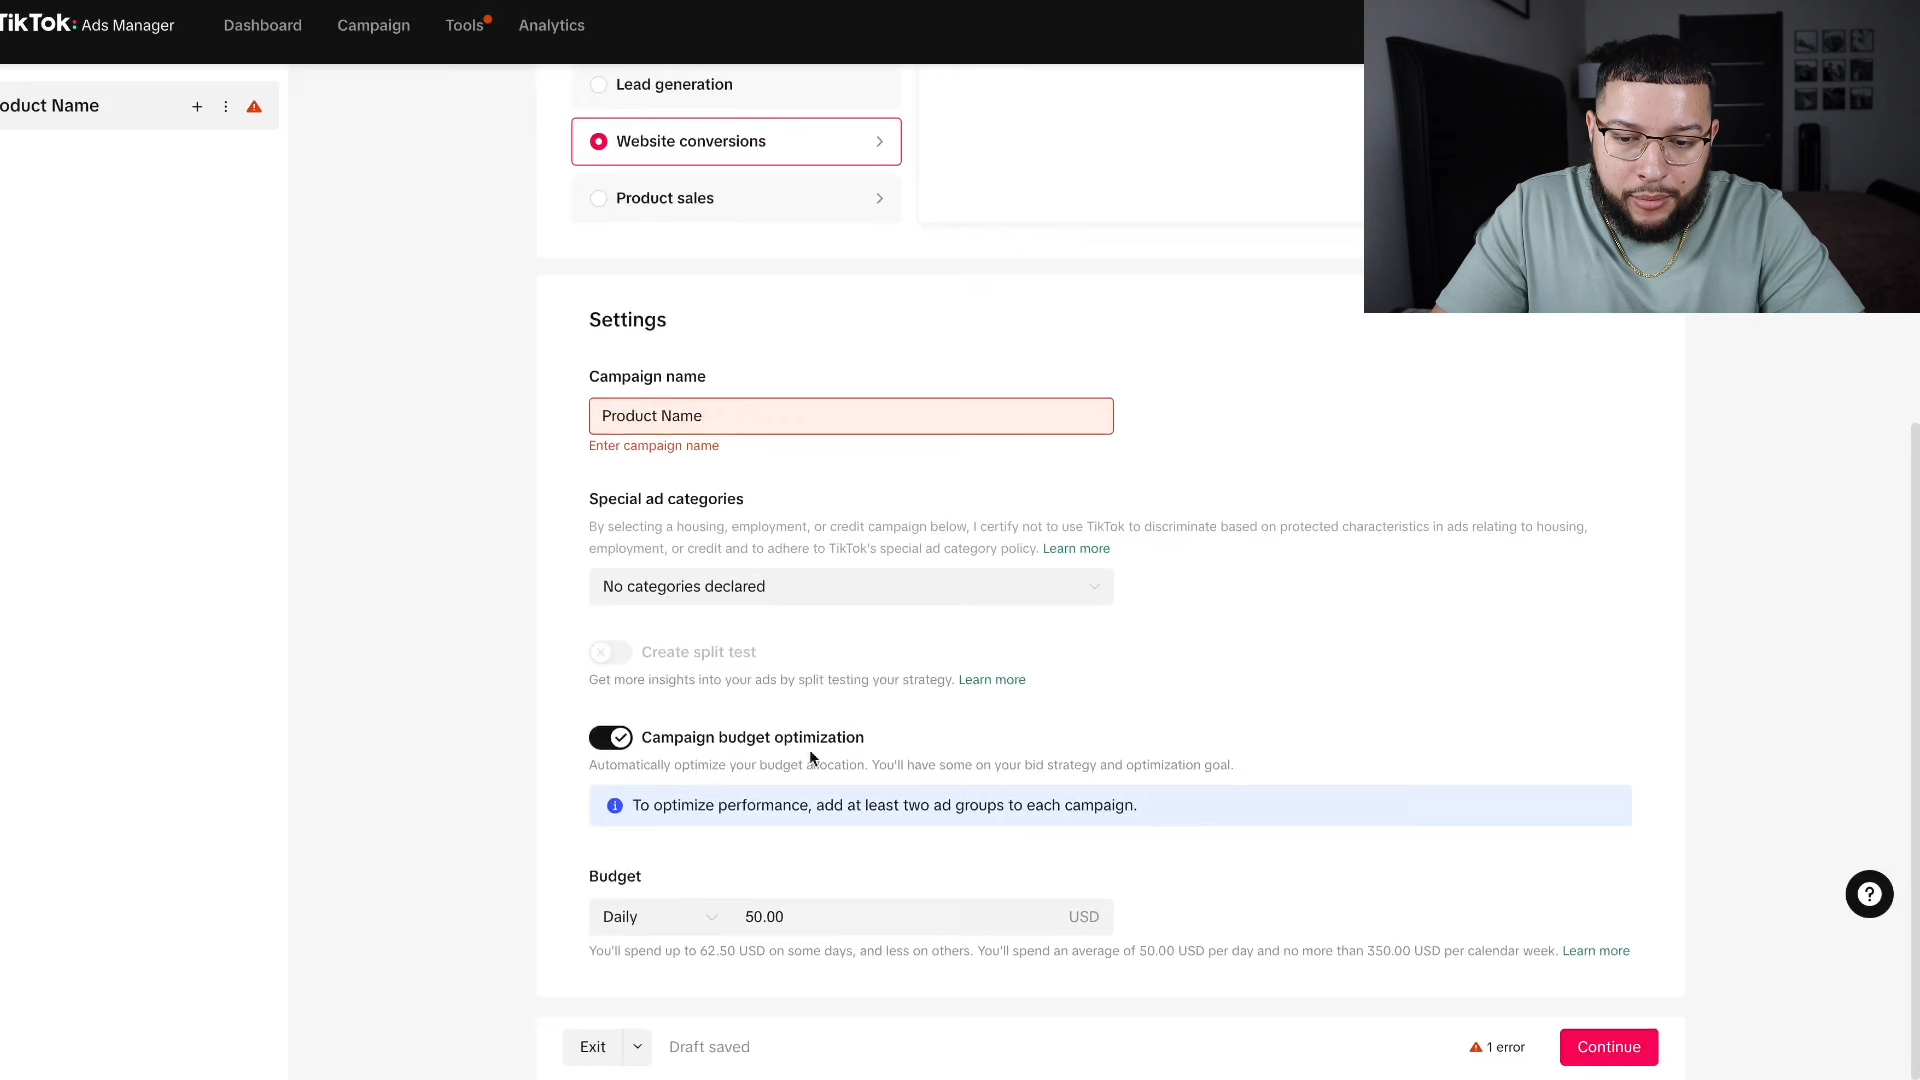 TikTok: Ads Manager Dashboard Campaign Tools Analytics
oduct Name
Lead generation
Website conversions
Product sales
Settings
Campaign name
Product Name
Enter campaign name
Special ad categories
By selecting a housing, employment, or credit campaign below, I certify not to use TikTok to discriminate based on protected characteristics in ads relating to housing,
employment, or credit and to adhere to TikTok's special ad category policy. Learn more
No categories declared
Create split test
Get more insights into your ads by split testing your strategy. Learn more
Campaign budget optimization
Automatically optimize your budget allocation. You'll have some on your bid strategy and optimization goal.
To optimize performance, add at least two ad groups to each campaign.
Budget
Daily 50.00 USD
You'll spend up to 62.50 USD on some days, and less on others. You'll spend an average of 50.00 USD per day and no more than 350.00 USD per calendar week. Learn more
Exit Draft saved 1 error Continue